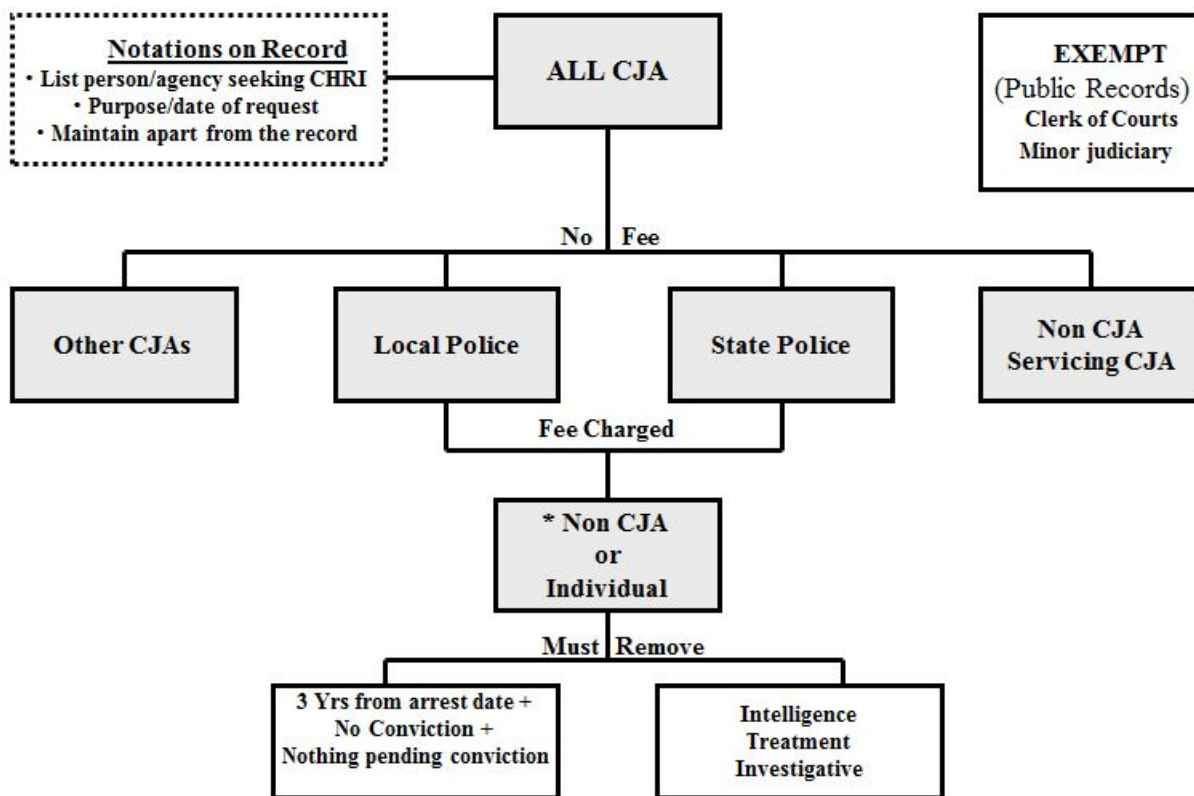 Notations on Record
• List person/agency seeking CHRI
• Purpose/date of request
• Maintain apart from the record
ALL CJA
EXEMPT
(Public Records)
Clerk of Courts
Minor judiciary
No Fee
Other CJAs
Local Police
State Police
Non CJA
Servicing CJA
Fee Charged
* Non CJA
or
Individual
Must Remove
3 Yrs from arrest date +
No Conviction +
Nothing pending conviction
Intelligence
Treatment
Investigative